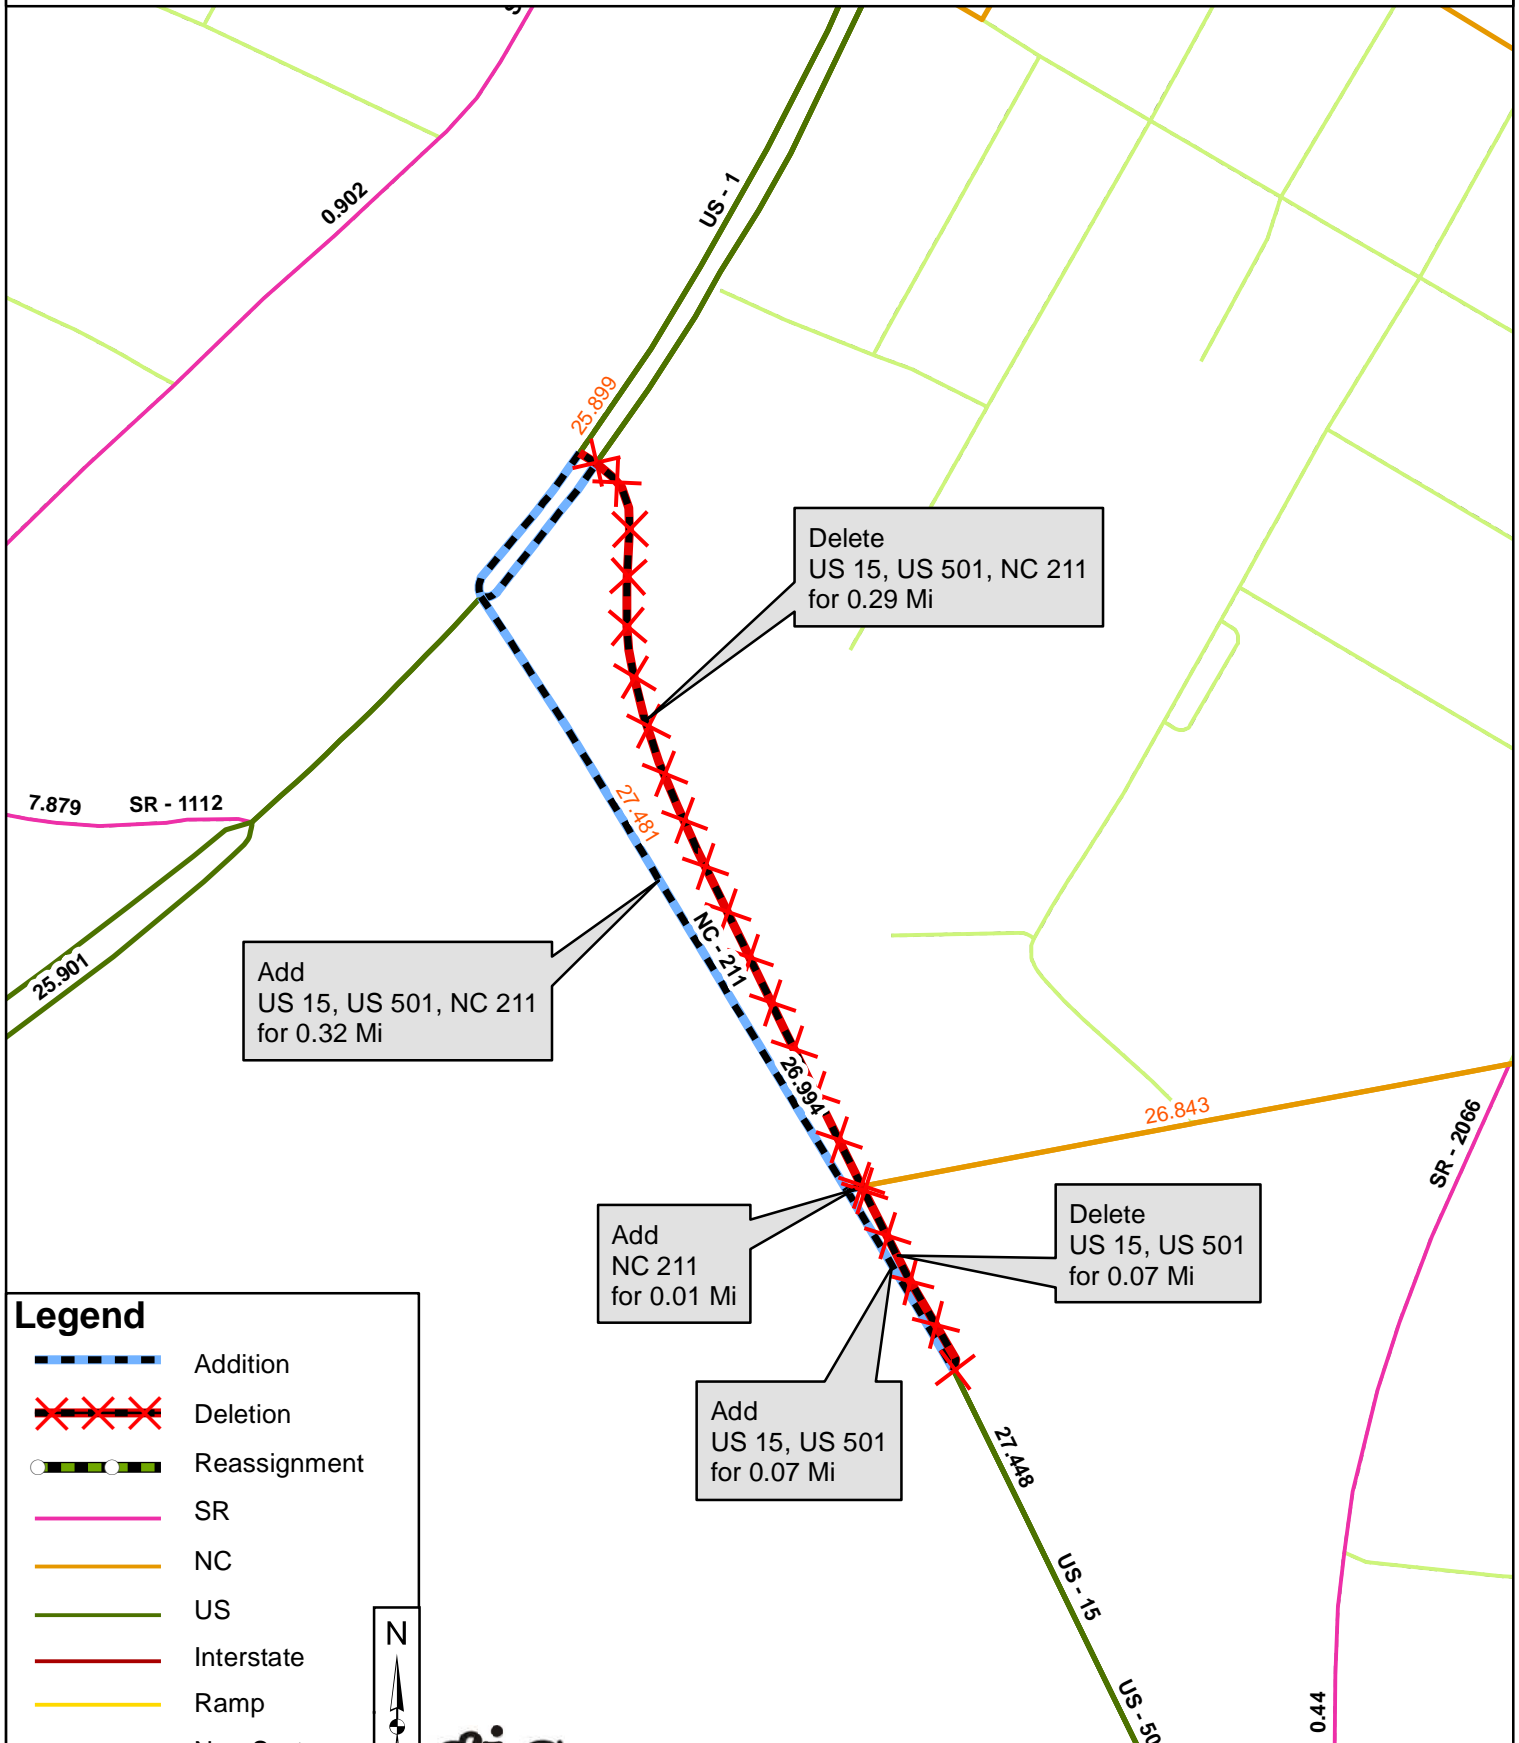 0.902
US - 1
25.899
Delete
US 15, US 501, NC 211
for 0.29 Mi
7.879
SR - 1112
27.481
25.901
NC - 211
Add
US 15, US 501, NC 211
for 0.32 Mi
26.994
26.843
SR - 2066
Add
NC 211
for 0.01 Mi
Delete
US 15, US 501
for 0.07 Mi
Add
US 15, US 501
for 0.07 Mi
27.448
US - 15
US - 50
0.44
Legend
Addition
Deletion
Reassignment
SR
NC
US
Interstate
Ramp
N